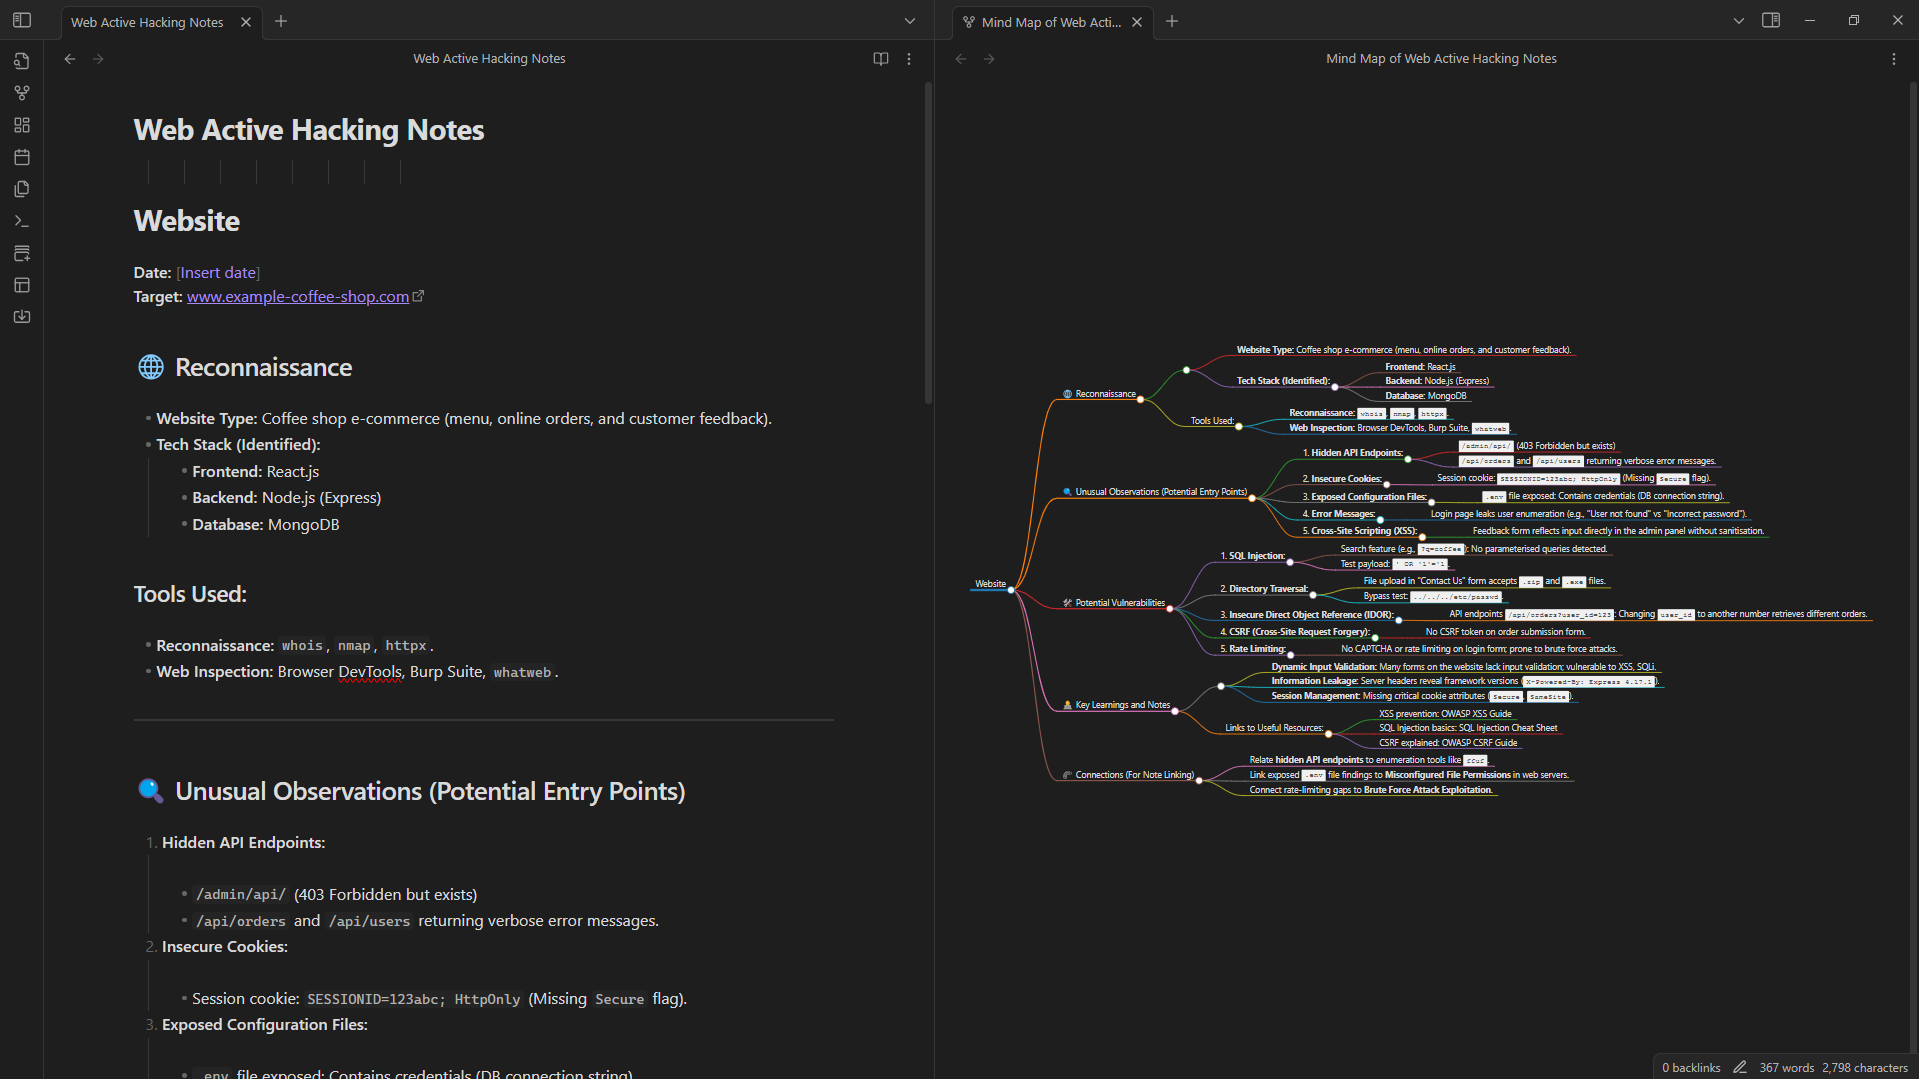 Web Active Hacking Notes
Mind Map of Web Acti...
Web Active Hacking Notes
Mind Map of Web Active Hacking Notes
Web Active Hacking Notes
Website
Date: [Insert date]
Target: www.example-coffee-shop.com
Reconnaissance
Website Type: Coffee shop e-commerce (menu, online orders, and customer feedback).
Tech Stack (Identified):
Frontend: React.js
Backend: Node.js (Express)
Database: MongoDB
Tools Used:
Reconnaissance: whois, nmap, httpx.
Web Inspection: Browser DevTools, Burp Suite, whatweb.
Unusual Observations (Potential Entry Points)
1. Hidden API Endpoints:
/admin/api/ (403 Forbidden but exists)
/api/orders and /api/users returning verbose error messages.
2. Insecure Cookies:
Session cookie: SESSIONID=123abc; HttpOnly (Missing Secure flag).
3. Exposed Configuration Files:
.env file exposed: Contains credentials (DB connection string).
Website
Reconnaissance
Website Type: Coffee shop e-commerce (menu, online orders, and customer feedback).
Tech Stack (Identified):
Frontend: React.js
Backend: Node.js (Express)
Database: MongoDB
Tools Used:
Reconnaissance: whois, nmap, httpx.
Web Inspection: Browser DevTools, Burp Suite, whatweb.
Unusual Observations (Potential Entry Points)
1. Hidden API Endpoints:
/admin/api/ (403 Forbidden but exists)
/api/orders and /api/users returning verbose error messages.
2. Insecure Cookies:
Session cookie: SESSIONID=123abc; HttpOnly (Missing Secure flag).
3. Exposed Configuration Files:
.env file exposed: Contains credentials (DB connection string).
4. Error Messages:
Login page leaks user enumeration (e.g., "User not found" vs "Incorrect password").
5. Cross-Site Scripting (XSS):
Feedback form reflects input directly in the admin panel without sanitisation.
Potential Vulnerabilities
1. SQL Injection:
Search feature (e.g., ?q=coffee): No parameterised queries detected.
Test payload: ' OR '1'='1.
2. Directory Traversal:
File upload in "Contact Us" form accepts .zip and .exe files.
Bypass test: ../../../etc/passwd.
3. Insecure Direct Object Reference (IDOR):
API endpoints /api/orders?user_id=123: Changing user_id to another number retrieves different orders.
4. CSRF (Cross-Site Request Forgery):
No CSRF token on order submission form.
5. Rate Limiting:
No CAPTCHA or rate limiting on login form; prone to brute force attacks.
Key Learnings and Notes
Dynamic Input Validation: Many forms on the website lack input validation; vulnerable to XSS, SQLi.
Information Leakage: Server headers reveal framework versions (X-Powered-By: Express 4.17.1).
Session Management: Missing critical cookie attributes (Secure, SameSite).
Links to Useful Resources:
XSS prevention: OWASP XSS Guide
SQL Injection basics: SQL Injection Cheat Sheet
CSRF explained: OWASP CSRF Guide
Connections (For Note Linking)
Relate hidden API endpoints to enumeration tools like ffuf.
Link exposed .env file findings to Misconfigured File Permissions in web servers.
Connect rate-limiting gaps to Brute Force Attack Exploitation.
0 backlinks 367 words 2,798 characters